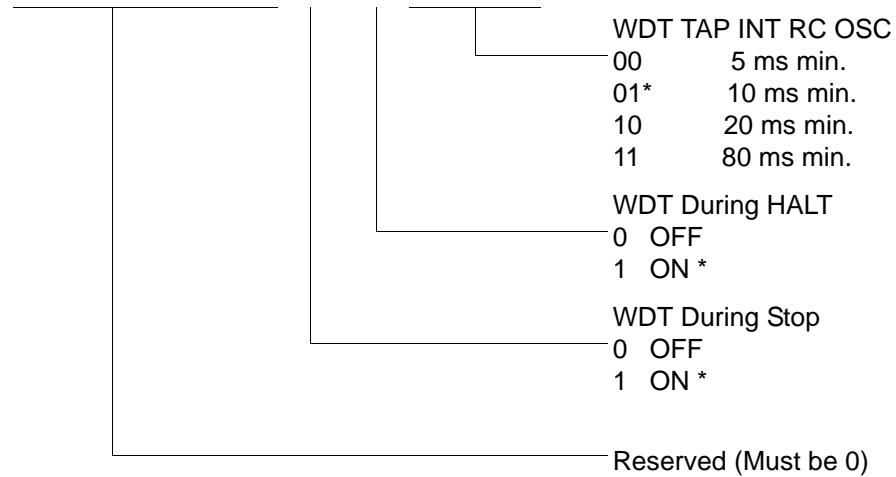 WDT TAP INT RC OSC
00 5 ms min.
01* 10 ms min.
10 20 ms min.
11 80 ms min.
WDT During HALT
0 OFF
1 ON *
WDT During Stop
0 OFF
1 ON *
Reserved (Must be 0)